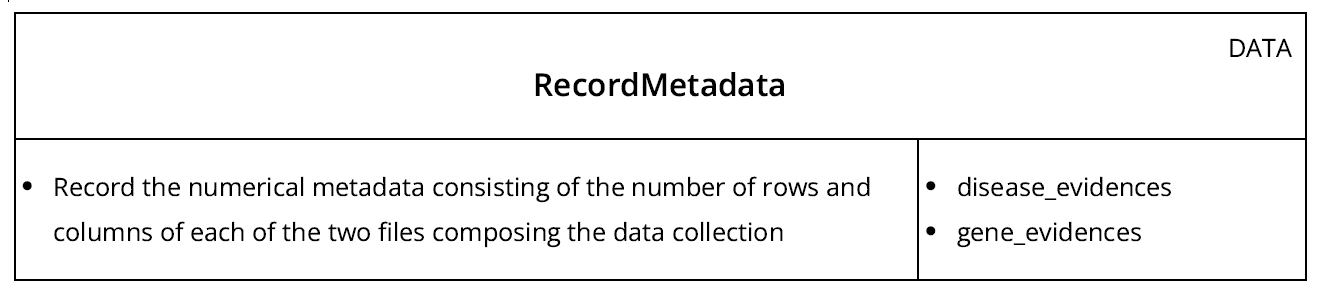 DATA
RecordMetadata
• Record the numerical metadata consisting of the number of rows and
columns of each of the two files composing the data collection
• disease_evidences
• gene_evidences